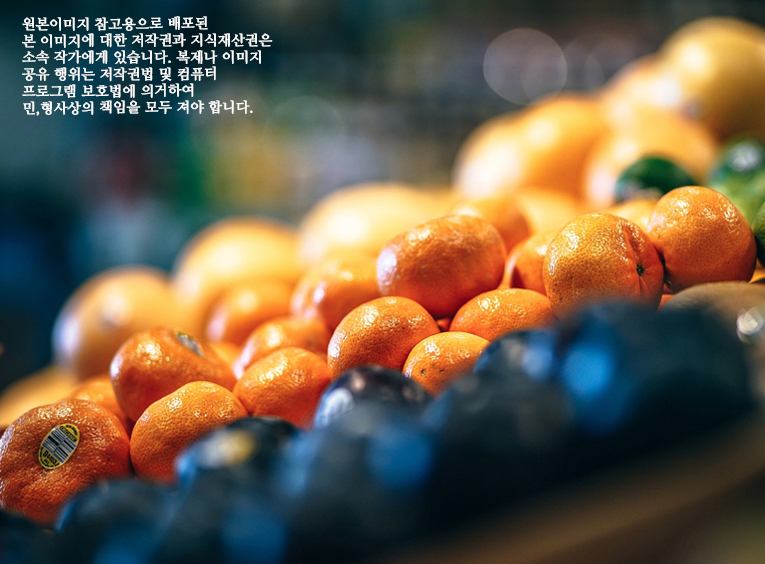 원본이미지 참고용으로 배포된
본 이미지에 대한 저작권과 지식재산권은
소속 작가에게 있습니다. 복제나 이미지
공유 행위는 저작권법 및 컴퓨터
프로그램 보호법에 의거하여
민,형사상의 책임을 모두 져야 합니다.